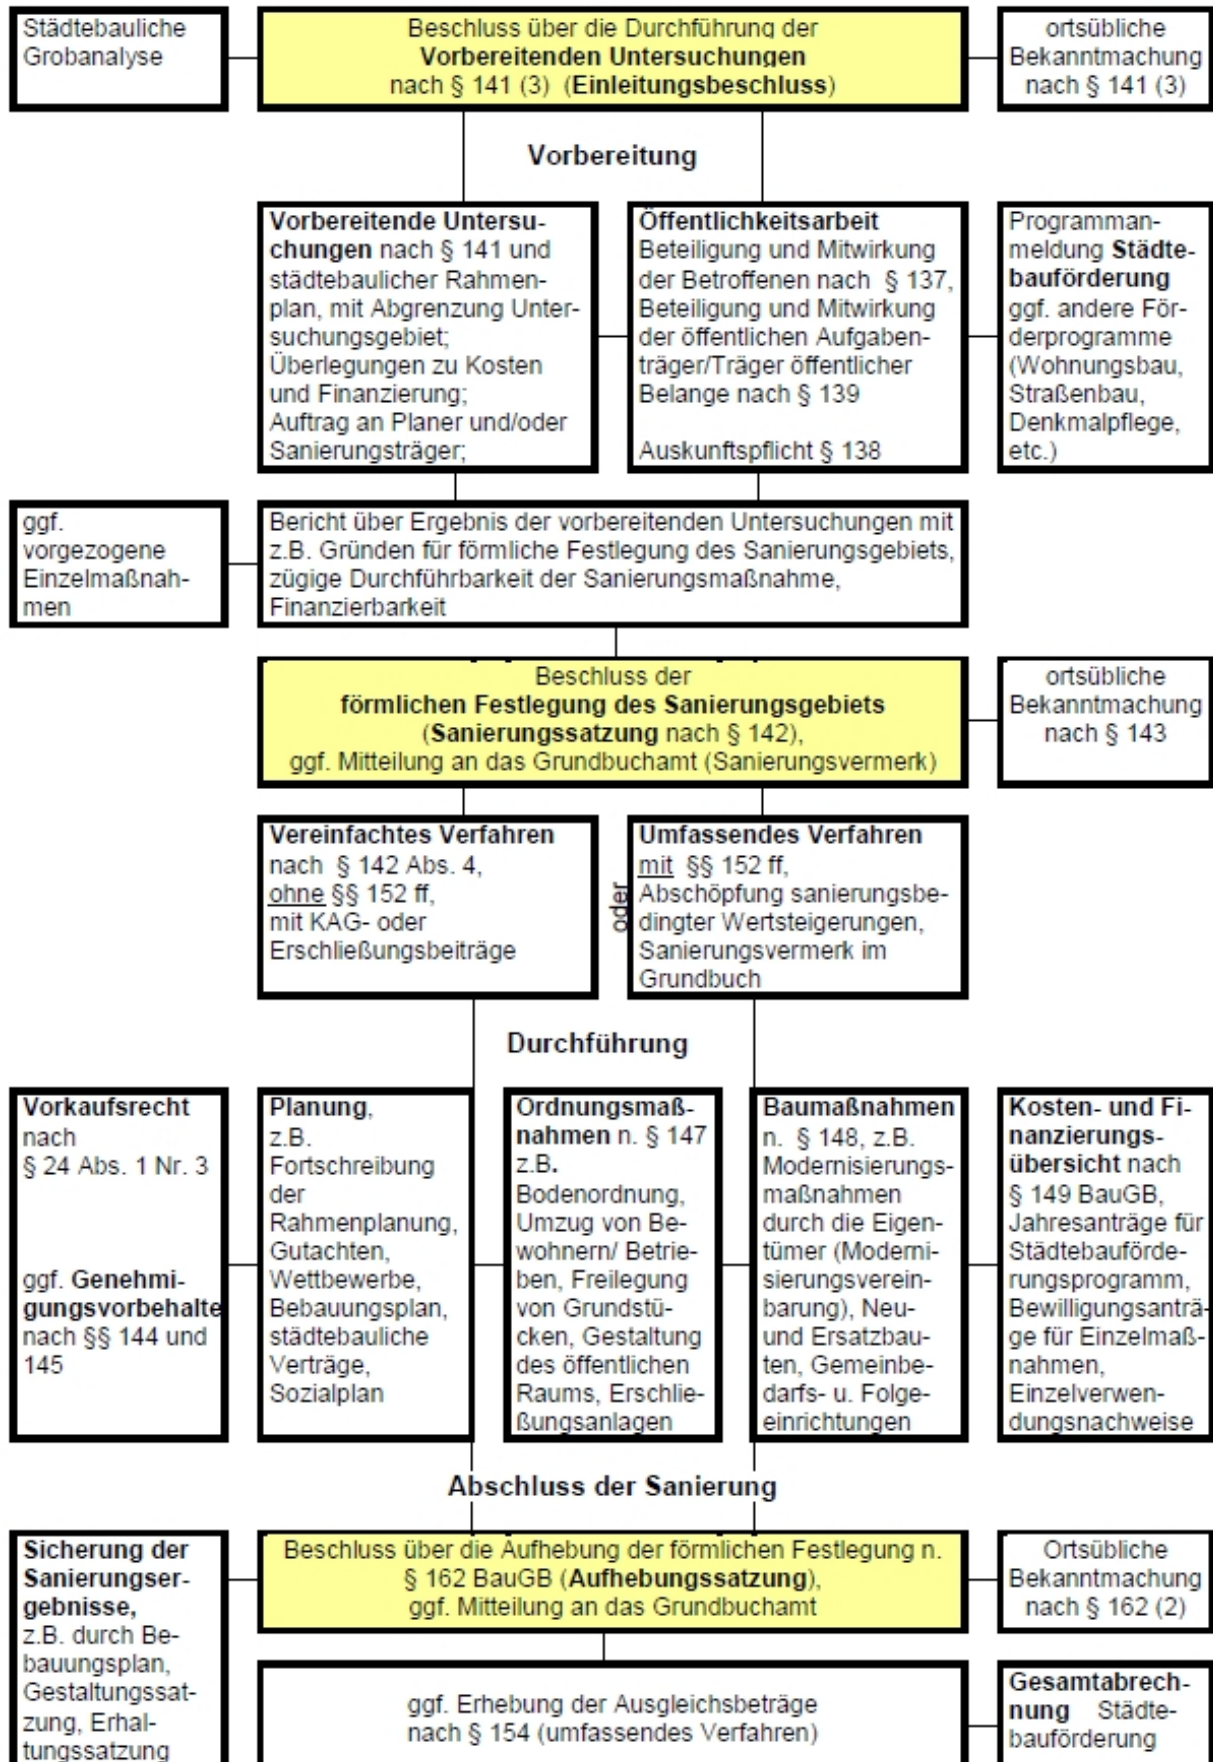 Städtebauliche
Grobanalyse
Beschluss über die Durchführung der
Vorbereitenden Untersuchungen
nach § 141 (3) (Einleitungsbeschluss)
ortsübliche
Bekanntmachung
nach § 141 (3)
Vorbereitung
Vorbereitende Untersu-
chungen nach § 141 und
städtebaulicher Rahmen-
plan, mit Abgrenzung Unter-
suchungsgebiet;
Überlegungen zu Kosten
und Finanzierung;
Auftrag an Planer und/oder
Sanierungsträger;
Öffentlichkeitsarbeit
Beteiligung und Mitwirkung
der Betroffenen nach § 137,
Beteiligung und Mitwirkung
der öffentlichen Aufgaben-
träger/Träger öffentlicher
Belange nach § 139
Auskunftspflicht § 138
Programman-
meldung Städte-
bauförderung
ggf. andere För-
derprogramme
(Wohnungsbau,
Straßenbau,
Denkmalpflege,
etc.)
ggf.
vorgezogene
Einzelmaßnah-
men
Bericht über Ergebnis der vorbereitenden Untersuchungen mit
z.B. Gründen für förmliche Festlegung des Sanierungsgebiets,
zügige Durchführbarkeit der Sanierungsmaßnahme,
Finanzierbarkeit
Beschluss der
förmlichen Festlegung des Sanierungsgebiets
(Sanierungssatzung nach § 142),
ggf. Mitteilung an das Grundbuchamt (Sanierungsvermerk)
ortsübliche
Bekanntmachung
nach § 143
Vereinfachtes Verfahren
nach § 142 Abs. 4,
ohne §§ 152 ff,
mit KAG- oder
Erschließungsbeiträge
oder
Umfassendes Verfahren
mit §§ 152 ff,
Abschöpfung sanierungsbe-
dingter Wertsteigerungen,
Sanierungsvermerk im
Grundbuch
Durchführung
Vorkaufsrecht
nach
§ 24 Abs. 1 Nr. 3
ggf. Genehmi-
gungsvorbehalte
nach §§ 144 und
145
Planung,
z.B.
Fortschreibung
der
Rahmenplanung,
Gutachten,
Wettbewerbe,
Bebauungsplan,
städtebauliche
Verträge,
Sozialplan
Ordnungsmaß-
nahmen n. § 147
z.B.
Bodenordnung,
Umzug von Be-
wohnern/ Betrie-
ben, Freilegung
von Grundstü-
cken, Gestaltung
des öffentlichen
Raums, Erschlie-
ßungsanlagen
Baumaßnahmen
n. § 148, z.B.
Modernisierungs-
maßnahmen
durch die Eigen-
tümer (Moderni-
sierungsverein-
barung), Neu-
und Ersatzbau-
ten, Gemeinbe-
darfs- u. Folge-
einrichtungen
Kosten- und Fi-
nanzierungs-
übersicht nach
§ 149 BauGB,
Jahresanträge für
Städtebauförde-
rungsprogramm,
Bewilligungsanträ-
ge für Einzelmaß-
nahmen,
Einzelverwen-
dungsnachweise
Abschluss der Sanierung
Sicherung der
Sanierungser-
gebnisse,
z.B. durch Be-
bauungsplan,
Gestaltungssat-
zung, Erhal-
tungssatzung
Beschluss über die Aufhebung der förmlichen Festlegung n.
§ 162 BauGB (Aufhebungssatzung),
ggf. Mitteilung an das Grundbuchamt
Ortsübliche
Bekanntmachung
nach § 162 (2)
ggf. Erhebung der Ausgleichsbeträge
nach § 154 (umfassendes Verfahren)
Gesamtabrech-
nung Städte-
bauförderung